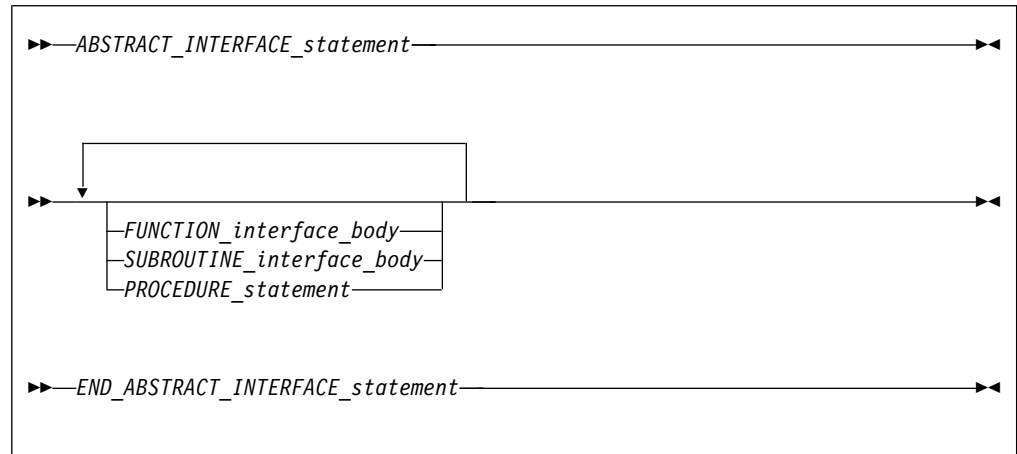 ABSTRACT_INTERFACE_statement
FUNCTION_interface_body
SUBROUTINE_interface_body
PROCEDURE_statement
END_ABSTRACT_INTERFACE_statement